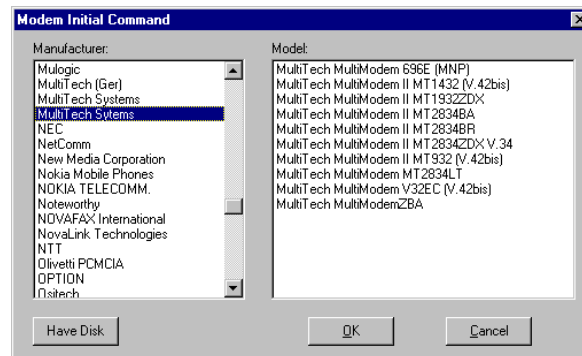 Modem Initial Command
Manufacturer:
Mulogic
MultiTech (Ger)
MultiTech Systems
MultiTech Sytems
NEC
NetComm
New Media Corporation
Nokia Mobile Phones
NOKIA TELECOMM.
Noteworthy
NOVAFAX International
NovaLink Technologies
NTT
Olivetti PCMCIA
OPTION
Ositech
Model:
MultiTech MultiModem 696E (MNP)
MultiTech MultiModem II MT1432 (V.42bis)
MultiTech MultiModem II MT1932ZDX
MultiTech MultiModem II MT2834BA
MultiTech MultiModem II MT2834BR
MultiTech MultiModem II MT2834ZDX V.34
MultiTech MultiModem II MT932 (V.42bis)
MultiTech MultiModem MT2834LT
MultiTech MultiModem V32EC (V.42bis)
MultiTech MultiModemZBA
Have Disk
OK
Cancel